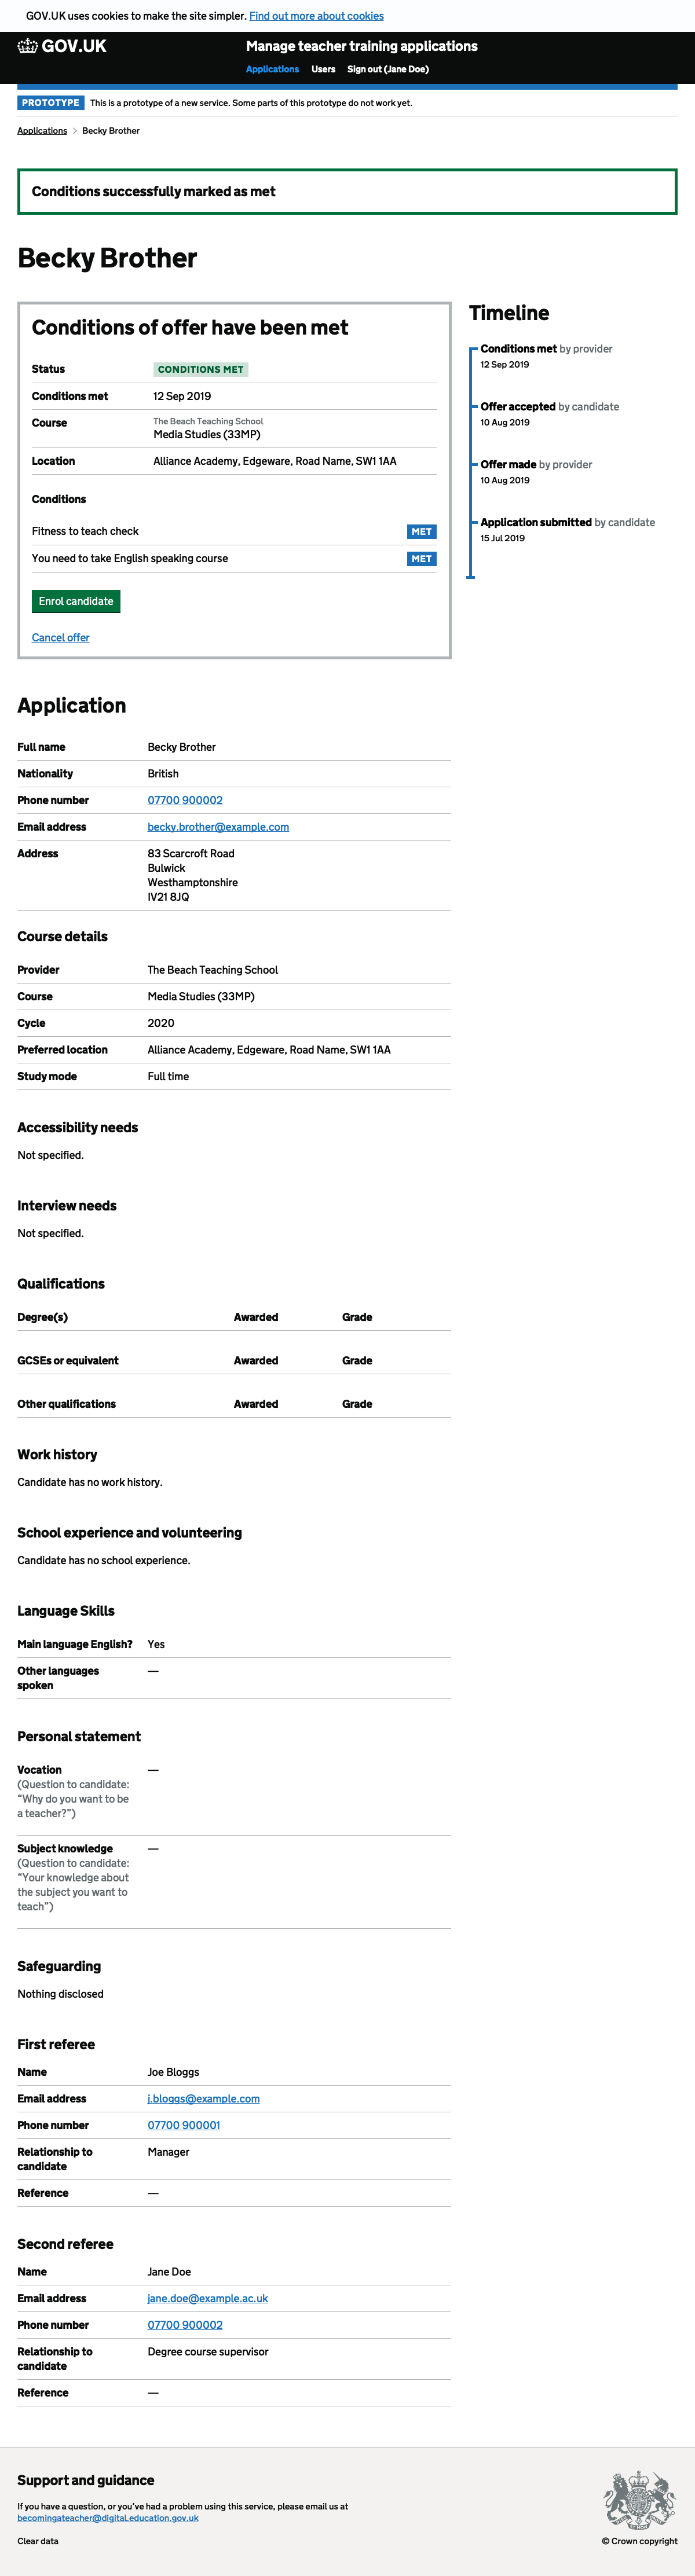 GOV.UK uses cookies to make the site simpler. Find out more about cookies
GOV.UK
Manage teacher training applications
Applications Users Sign out (Jane Doe)
PROTOTYPE This is a prototype of a new service. Some parts of this prototype do not work yet.
Applications > Becky Brother
Conditions successfully marked as met
Becky Brother
Conditions of offer have been met
Status CONDITIONS MET
Conditions met 12 Sep 2019
Course The Beach Teaching School
Media Studies (33MP)
Location Alliance Academy, Edgeware, Road Name, SW1 1AA
Conditions
Fitness to teach check MET
You need to take English speaking course MET
Enrol candidate
Cancel offer
Timeline
Conditions met by provider
12 Sep 2019
Offer accepted by candidate
10 Aug 2019
Offer made by provider
10 Aug 2019
Application submitted by candidate
15 Jul 2019
Application
Full name Becky Brother
Nationality British
Phone number 07700 900002
Email address becky.brother@example.com
Address 83 Scarcroft Road
Bulwick
Westhamptonshire
IV21 8JQ
Course details
Provider The Beach Teaching School
Course Media Studies (33MP)
Cycle 2020
Preferred location Alliance Academy, Edgeware, Road Name, SW1 1AA
Study mode Full time
Accessibility needs
Not specified.
Interview needs
Not specified.
Qualifications
Degree(s) Awarded Grade
GCSEs or equivalent Awarded Grade
Other qualifications Awarded Grade
Work history
Candidate has no work history.
School experience and volunteering
Candidate has no school experience.
Language Skills
Main language English? Yes
Other languages —
spoken
Personal statement
Vocation —
(Question to candidate:
“Why do you want to be
a teacher?”)
Subject knowledge —
(Question to candidate:
“Your knowledge about
the subject you want to
teach”)
Safeguarding
Nothing disclosed
First referee
Name Joe Bloggs
Email address j.bloggs@example.com
Phone number 07700 900001
Relationship to Manager
candidate
Reference —
Second referee
Name Jane Doe
Email address jane.doe@example.ac.uk
Phone number 07700 900002
Relationship to Degree course supervisor
candidate
Reference —
Support and guidance
If you have a question, or you’ve had a problem using this service, please email us at
becomingateacher@digital.education.gov.uk
Clear data
© Crown copyright